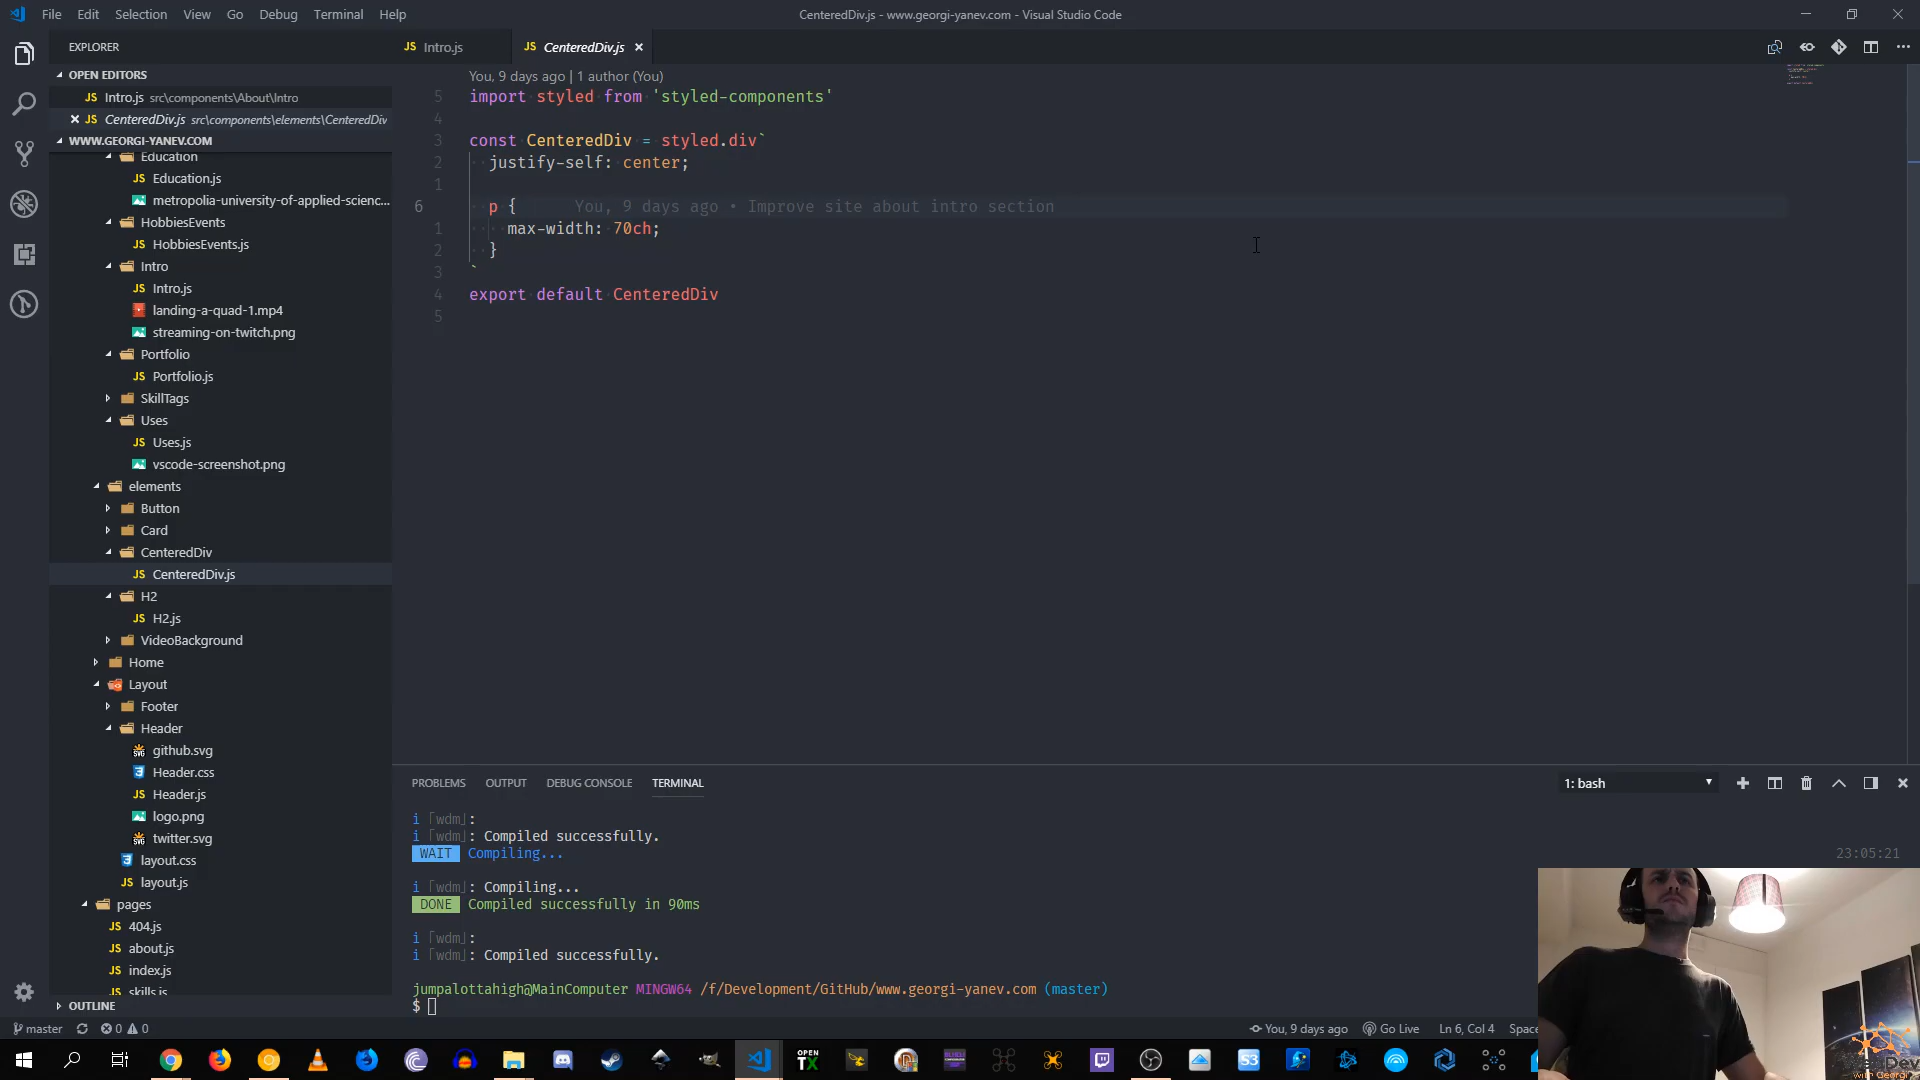 File Edit Selection View Go Debug Terminal Help
CenteredDiv.js - www.georgi-yanev.com - Visual Studio Code
EXPLORER
OPEN EDITORS
JS Intro.js src\components\About\Intro
JS CenteredDiv.js src\components\elements\CenteredDiv
WWW.GEORGI-YANEV.COM
Education
JS Education.js
metropolia-university-of-applied-scienc...
HobbiesEvents
JS HobbiesEvents.js
Intro
JS Intro.js
landing-a-quad-1.mp4
streaming-on-twitch.png
Portfolio
JS Portfolio.js
SkillTags
Uses
JS Uses.js
vscode-screenshot.png
elements
Button
Card
CenteredDiv
JS CenteredDiv.js
H2
JS H2.js
VideoBackground
Home
Layout
Footer
Header
github.svg
Header.css
JS Header.js
logo.png
twitter.svg
layout.css
JS layout.js
pages
JS 404.js
JS about.js
JS index.js
JS skills.js
OUTLINE
JS Intro.js
JS CenteredDiv.js
You, 9 days ago | 1 author (You)
5 import styled from 'styled-components'
4
3 const CenteredDiv = styled.div`
2 justify-self: center;
1
6 p { You, 9 days ago • Improve site about intro section
1 max-width: 70ch;
2 }
3 `
4 export default CenteredDiv
5
PROBLEMS OUTPUT DEBUG CONSOLE TERMINAL
1: bash
i ｢wdm｣:
i ｢wdm｣: Compiled successfully.
WAIT Compiling...
23:05:21
i ｢wdm｣: Compiling...
DONE Compiled successfully in 90ms
i ｢wdm｣:
i ｢wdm｣: Compiled successfully.
jumpalottahigh@MainComputer MINGW64 /f/Development/GitHub/www.georgi-yanev.com (master)
$
master 0 0
You, 9 days ago Go Live Ln 6, Col 4 Space
OPEN TX
S3